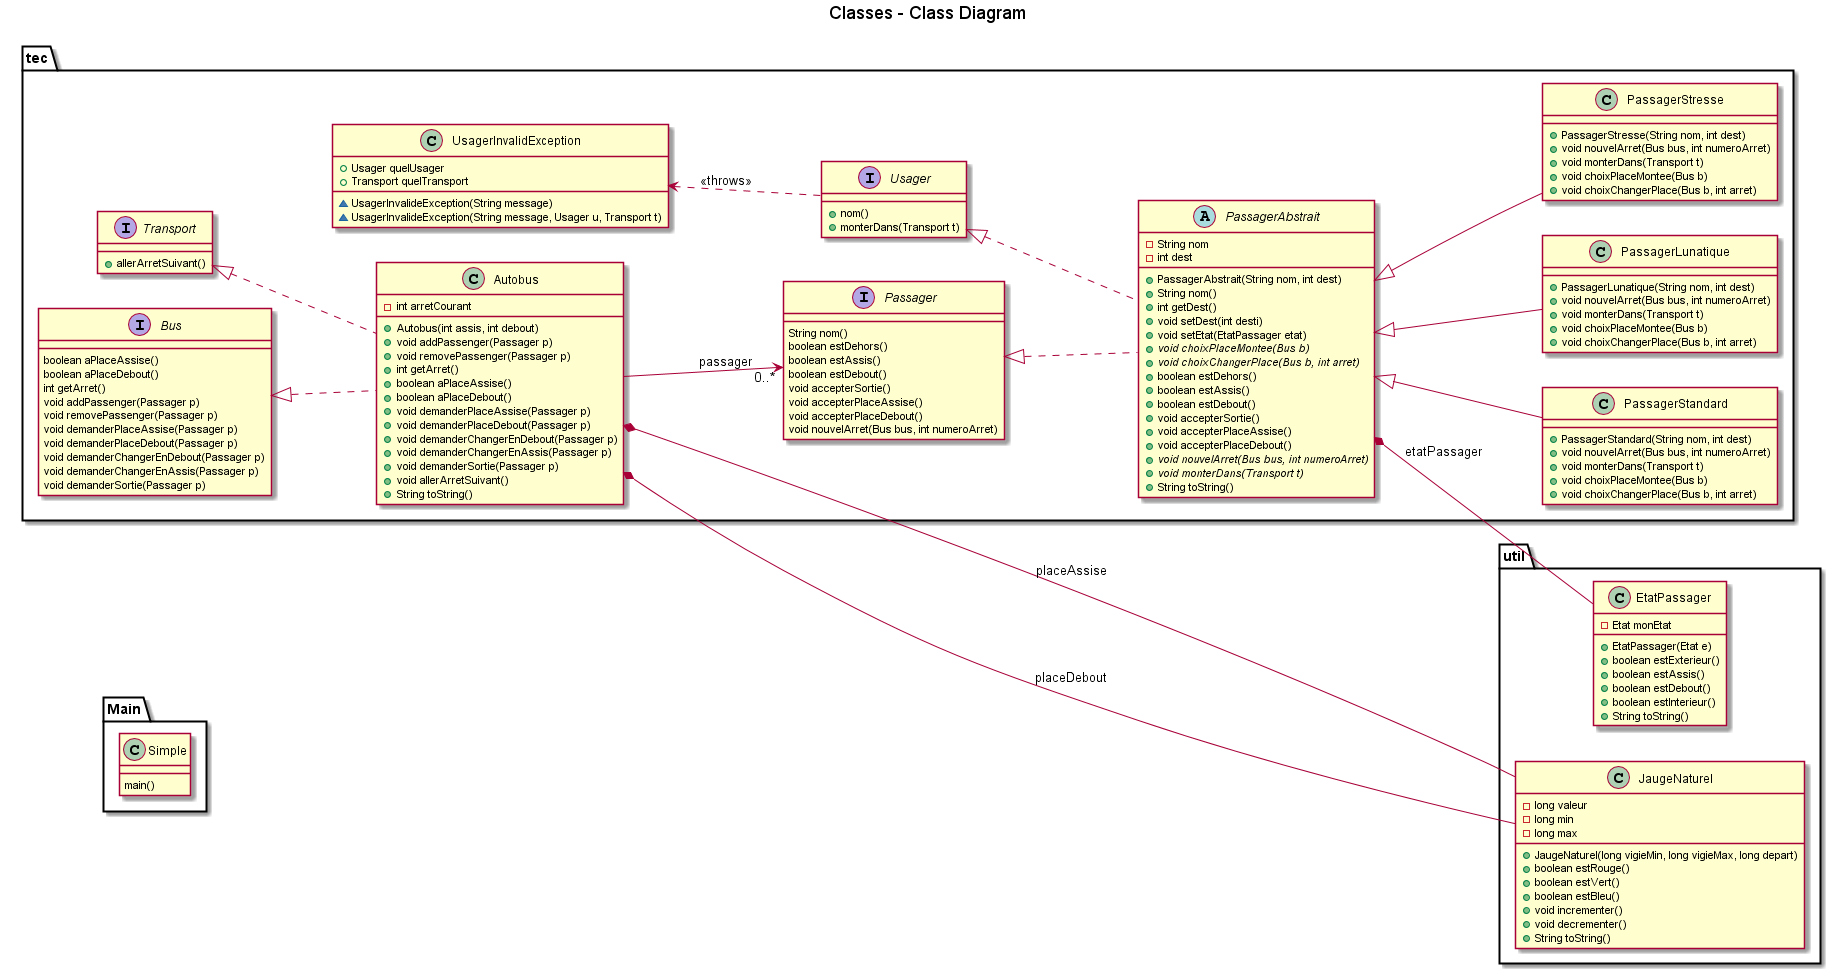 Classes - Class Diagram
tec
Transport
allerArretSuivant()
Bus
boolean aPlaceAssise()
boolean aPlaceDebout()
int getArret()
void addPassenger(Passager p)
void removePassenger(Passager p)
void demanderPlaceAssise(Passager p)
void demanderPlaceDebout(Passager p)
void demanderChangerEnDebout(Passager p)
void demanderChangerEnAssis(Passager p)
void demanderSortie(Passager p)
UsagerInvalidException
Usager quelUsager
Transport quelTransport
UsagerInvalideException(String message)
UsagerInvalideException(String message, Usager u, Transport t)
Autobus
int arretCourant
Autobus(int assis, int debout)
void addPassenger(Passager p)
void removePassenger(Passager p)
int getArret()
boolean aPlaceAssise()
boolean aPlaceDebout()
void demanderPlaceAssise(Passager p)
void demanderPlaceDebout(Passager p)
void demanderChangerEnDebout(Passager p)
void demanderChangerEnAssis(Passager p)
void demanderSortie(Passager p)
void allerArretSuivant()
String toString()
«throws»
passager
0..*
Usager
nom()
monterDans(Transport t)
Passager
String nom()
boolean estDehors()
boolean estAssis()
boolean estDebout()
void accepterSortie()
void accepterPlaceAssise()
void accepterPlaceDebout()
void nouvelArret(Bus bus, int numeroArret)
PassagerAbstrait
String nom
int dest
PassagerAbstrait(String nom, int dest)
String nom()
int getDest()
void setDest(int desti)
void setEtat(EtatPassager etat)
void choixPlaceMontee(Bus b)
void choixChangerPlace(Bus b, int arret)
boolean estDehors()
boolean estAssis()
boolean estDebout()
void accepterSortie()
void accepterPlaceAssise()
void accepterPlaceDebout()
void nouvelArret(Bus bus, int numeroArret)
void monterDans(Transport t)
String toString()
PassagerStresse
PassagerStresse(String nom, int dest)
void nouvelArret(Bus bus, int numeroArret)
void monterDans(Transport t)
void choixPlaceMontee(Bus b)
void choixChangerPlace(Bus b, int arret)
PassagerLunatique
PassagerLunatique(String nom, int dest)
void nouvelArret(Bus bus, int numeroArret)
void monterDans(Transport t)
void choixPlaceMontee(Bus b)
void choixChangerPlace(Bus b, int arret)
PassagerStandard
PassagerStandard(String nom, int dest)
void nouvelArret(Bus bus, int numeroArret)
void monterDans(Transport t)
void choixPlaceMontee(Bus b)
void choixChangerPlace(Bus b, int arret)
etatPassager
placeAssise
placeDebout
util
EtatPassager
Etat monEtat
EtatPassager(Etat e)
boolean estExterieur()
boolean estAssis()
boolean estDebout()
boolean estInterieur()
String toString()
JaugeNaturel
long valeur
long min
long max
JaugeNaturel(long vigieMin, long vigieMax, long depart)
boolean estRouge()
boolean estVert()
boolean estBleu()
void incrementer()
void decrementer()
String toString()
Main
Simple
main()